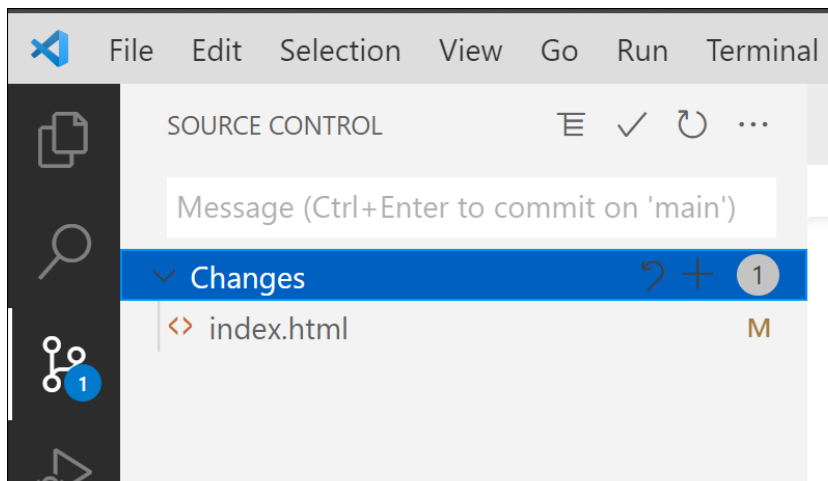 File Edit Selection View Go Run Terminal
SOURCE CONTROL
Message (Ctrl+Enter to commit on 'main')
Changes 1
index.html M
1